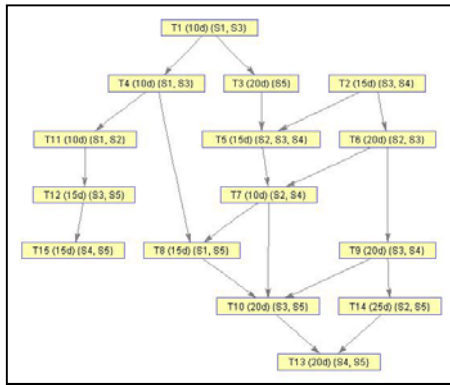 T1 (10d) (S1, S3)
T4 (10d) (S1, S3)
T3 (20d) (S5)
T2 (15d) (S3, S4)
T11 (10d) (S1, S2)
T5 (15d) (S2, S3, S4)
T6 (20d) (S2, S3)
T12 (15d) (S3, S5)
T7 (10d) (S2, S4)
T15 (15d) (S4, S5)
T8 (15d) (S1, S5)
T9 (20d) (S3, S4)
T10 (20d) (S3, S5)
T14 (25d) (S2, S5)
T13 (20d) (S4, S5)